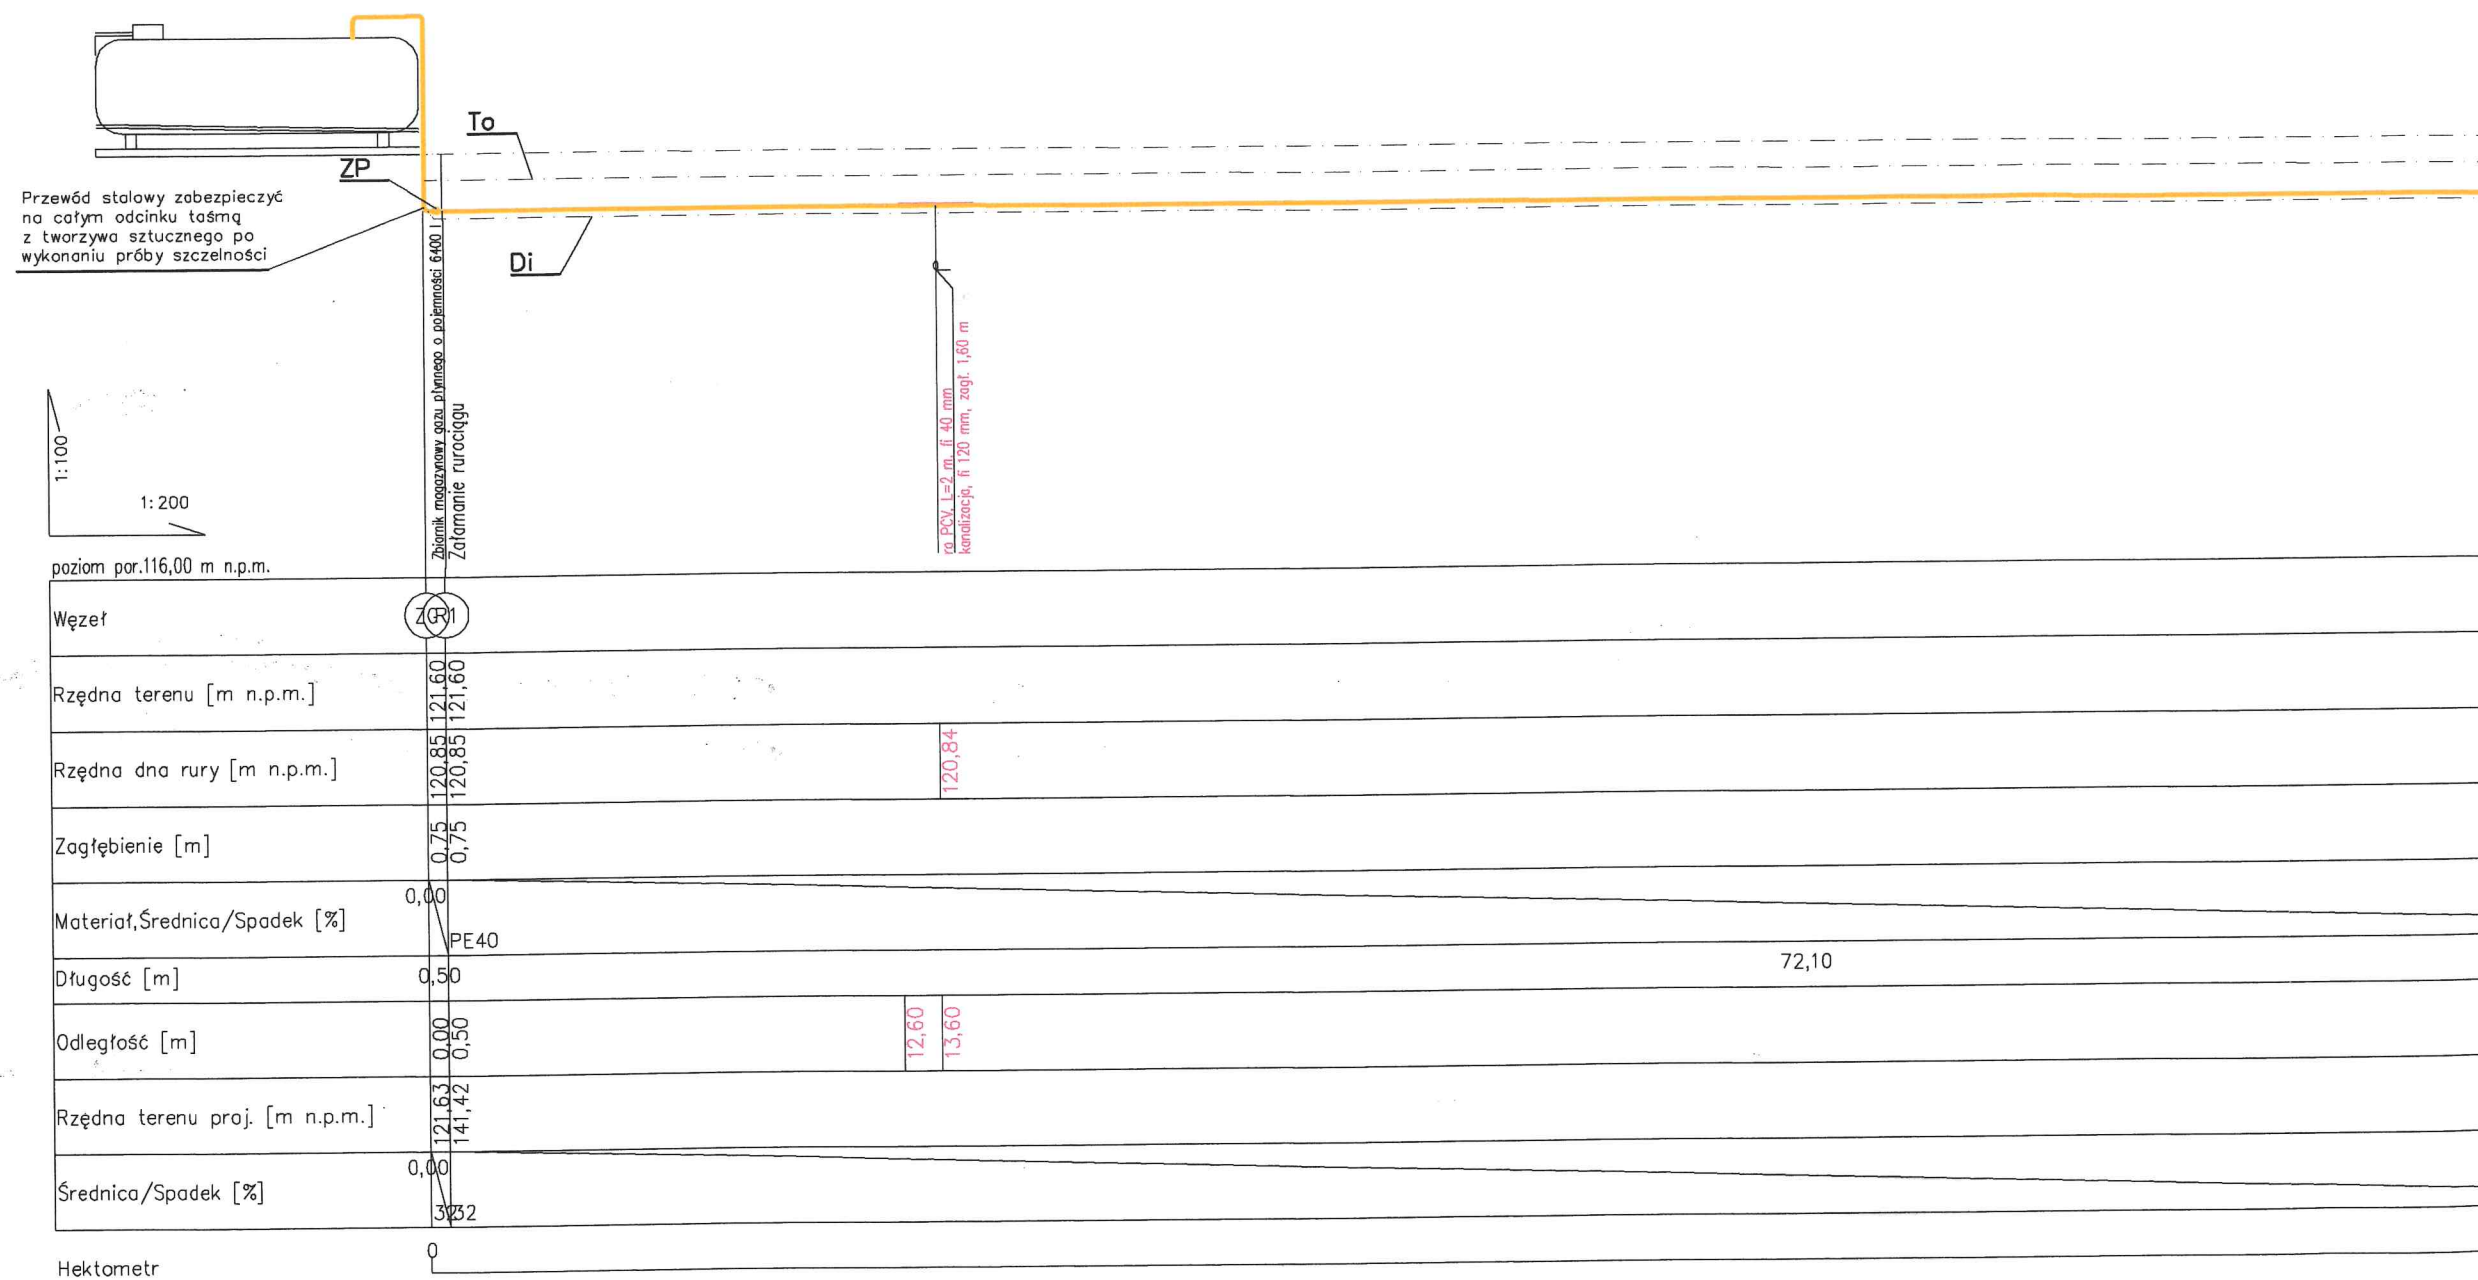 To
ZP
Przewód stalowy zabezpieczyć
na całym odcinku taśmą
z tworzywa sztucznego po
wykonaniu próby szczelności
Di
Zbiornik magazynowy gazu płynnego o pojemności 6400 l
Załamanie rurociągu
ro PCV, L=2 m, fi 40 mm
kanalizacja, fi 120 mm, zagł. 1,60 m
1:100
1:200
poziom por.116,00 m n.p.m.
Węzeł
ZG R1
Rzędna terenu [m n.p.m.]
121,60
121,60
Rzędna dna rury [m n.p.m.]
120,85
120,85
120,84
Zagłębienie [m]
0,75
0,75
Materiał,Średnica/Spadek [%]
0,00
PE40
Długość [m]
0,50
72,10
Odległość [m]
0,00
0,50
12,60
13,60
Rzędna terenu proj. [m n.p.m.]
121,63
141,42
Średnica/Spadek [%]
0,00
32
32
Hektometr
0